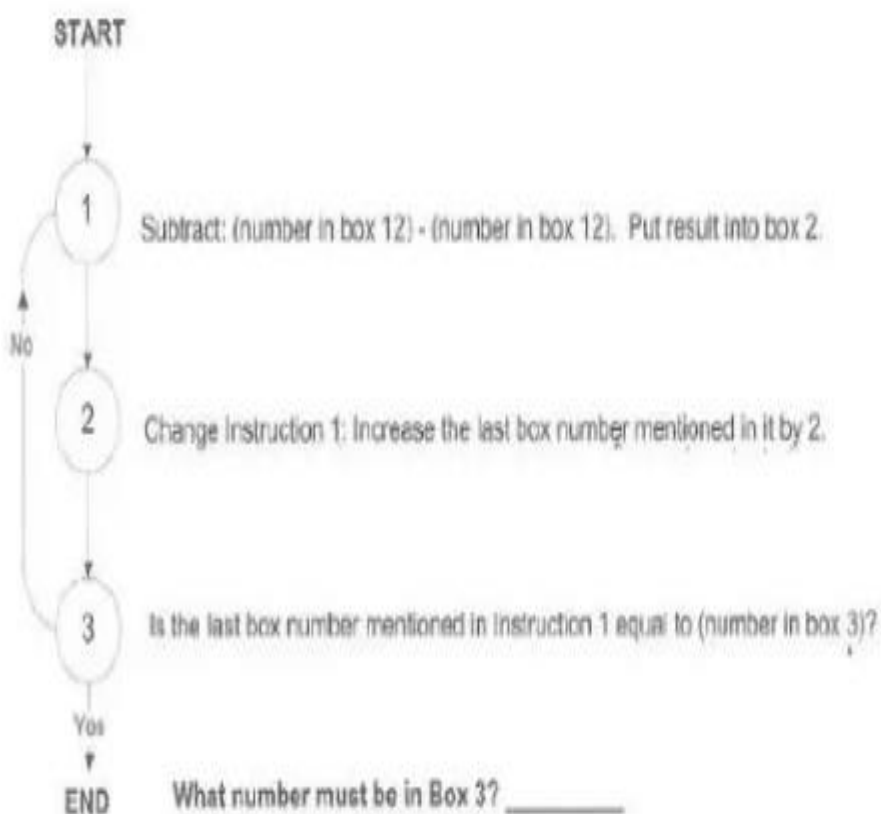 START
1
Subtract: (number in box 12) - (number in box 12). Put result into box 2.
No
2
Change Instruction 1: Increase the last box number mentioned in it by 2.
3
Is the last box number mentioned in Instruction 1 equal to (number in box 3)?
Yes
END
What number must be in Box 3? ________